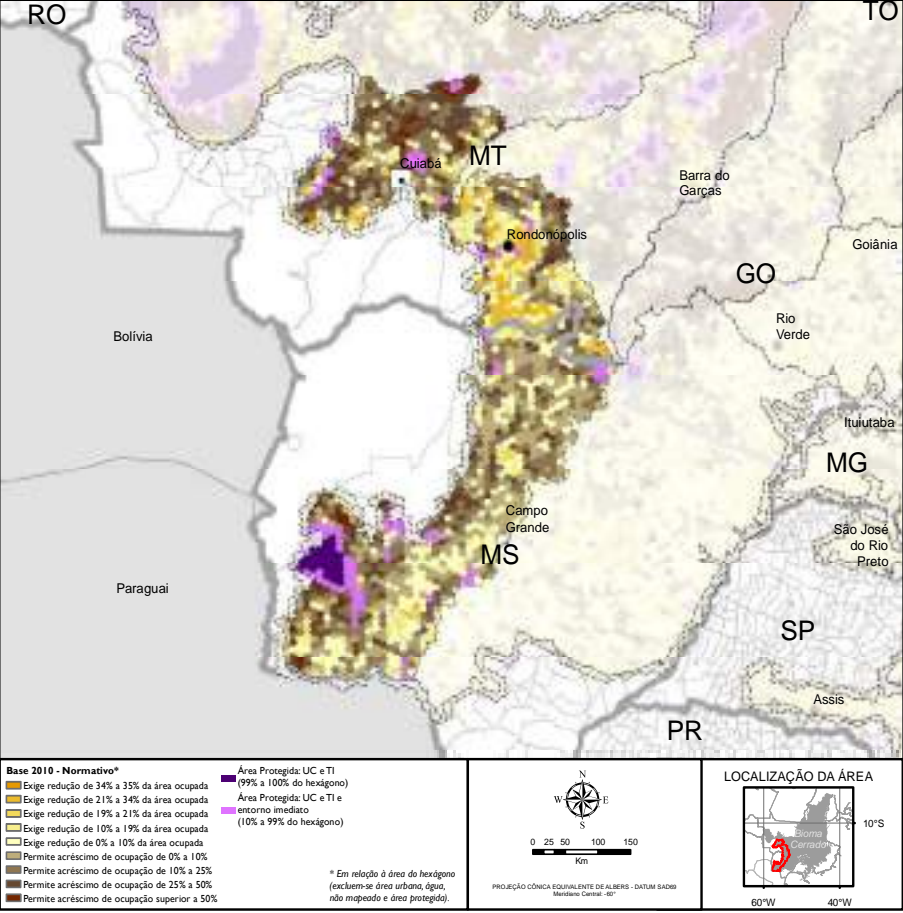 RO
TO
Cuiabá
MT
Barra do
Garças
Rondonópolis
Goiânia
GO
Bolívia
Rio
Verde
Ituiutaba
MG
Campo
Grande
São José
do Rio
Preto
MS
Paraguai
SP
Assis
PR
Base 2010 - Normativo*
Exige redução de 34% a 35% da área ocupada
Exige redução de 21% a 34% da área ocupada
Exige redução de 19% a 21% da área ocupada
Exige redução de 10% a 19% da área ocupada
Exige redução de 0% a 10% da área ocupada
Permite acréscimo de ocupação de 0% a 10%
Permite acréscimo de ocupação de 10% a 25%
Permite acréscimo de ocupação de 25% a 50%
Permite acréscimo de ocupação superior a 50%
Área Protegida: UC e TI
(99% a 100% do hexágono)
Área Protegida: UC e TI e
entorno imediato
(10% a 99% do hexágono)
* Em relação à área do hexágono
(excluem-se área urbana, água,
não mapeado e área protegida).
N
W E
S
0 25 50 100 150
Km
PROJEÇÃO CÔNICA EQUIVALENTE DE ALBERS - DATUM SAD69
Meridiano Central: -60°
LOCALIZAÇÃO DA ÁREA
10°S
Bioma
Cerrado
60°W 40°W